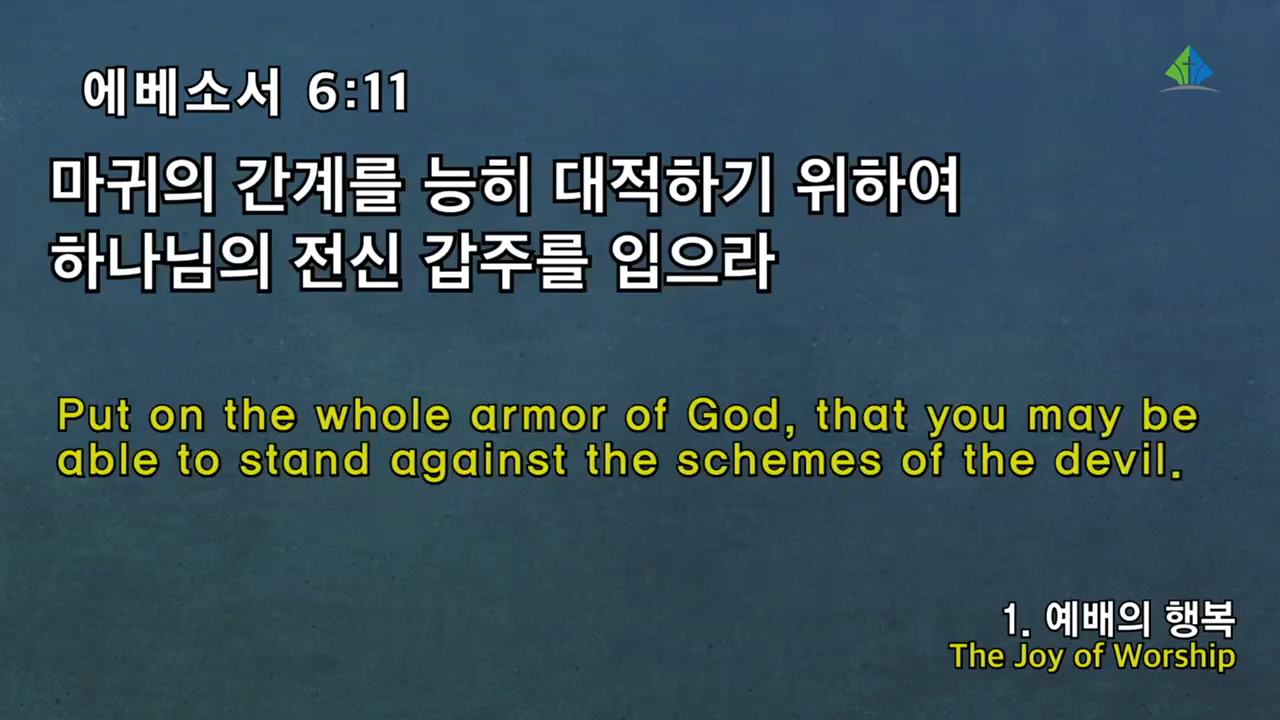 에베소서 6:11
마귀의 간계를 능히 대적하기 위하여
하나님의 전신 갑주를 입으라
Put on the whole armor of God, that you may be
able to stand against the schemes of the devil.
1. 예배의 행복
The Joy of Worship